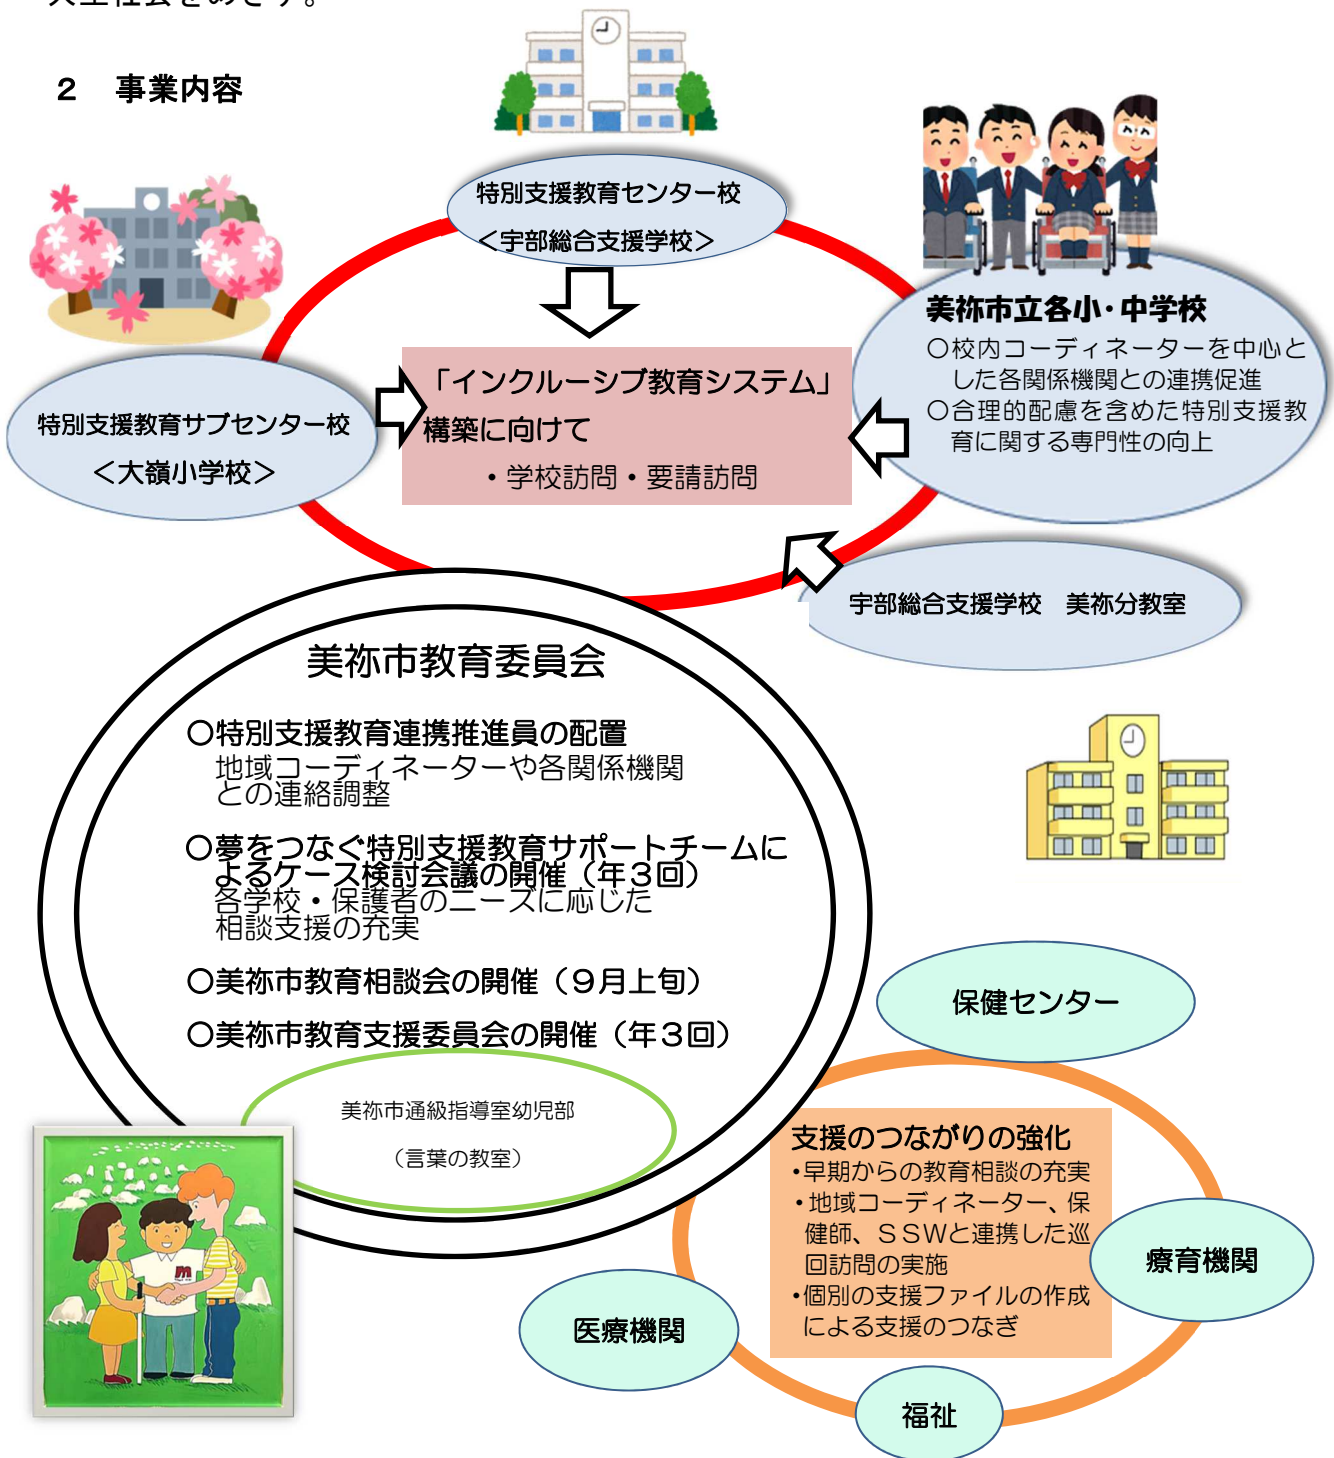 ２　事業内容
特別支援教育センター校
＜宇部総合支援学校＞
美祢市立各小・中学校
○校内コーディネーターを中心と
した各関係機関との連携促進
○合理的配慮を含めた特別支援教
育に関する専門性の向上
特別支援教育サブセンター校
＜大嶺小学校＞
「インクルーシブ教育システム」
構築に向けて
・学校訪問・要請訪問
宇部総合支援学校　美祢分教室
美祢市教育委員会
○特別支援教育連携推進員の配置
地域コーディネーターや各関係機関
との連絡調整
○夢をつなぐ特別支援教育サポートチームに
よるケース検討会議の開催（年３回）
各学校・保護者のニーズに応じた
相談支援の充実
○美祢市教育相談会の開催（９月上旬）
○美祢市教育支援委員会の開催（年３回）
美祢市通級指導室幼児部
（言葉の教室）
保健センター
支援のつながりの強化
・早期からの教育相談の充実
・地域コーディネーター、保
健師、ＳＳＷと連携した巡
回訪問の実施
・個別の支援ファイルの作成
による支援のつなぎ
療育機関
医療機関
福祉